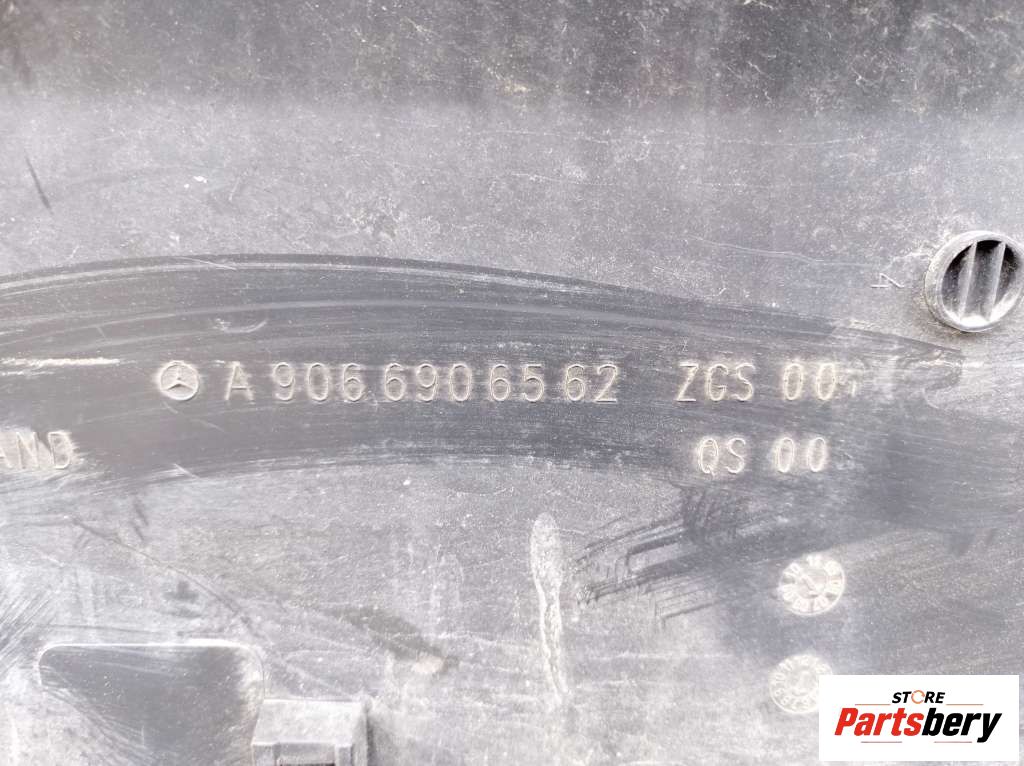 A 906 690 65 62 ZGS 00
AND
QS 00
STORE
Partsbery